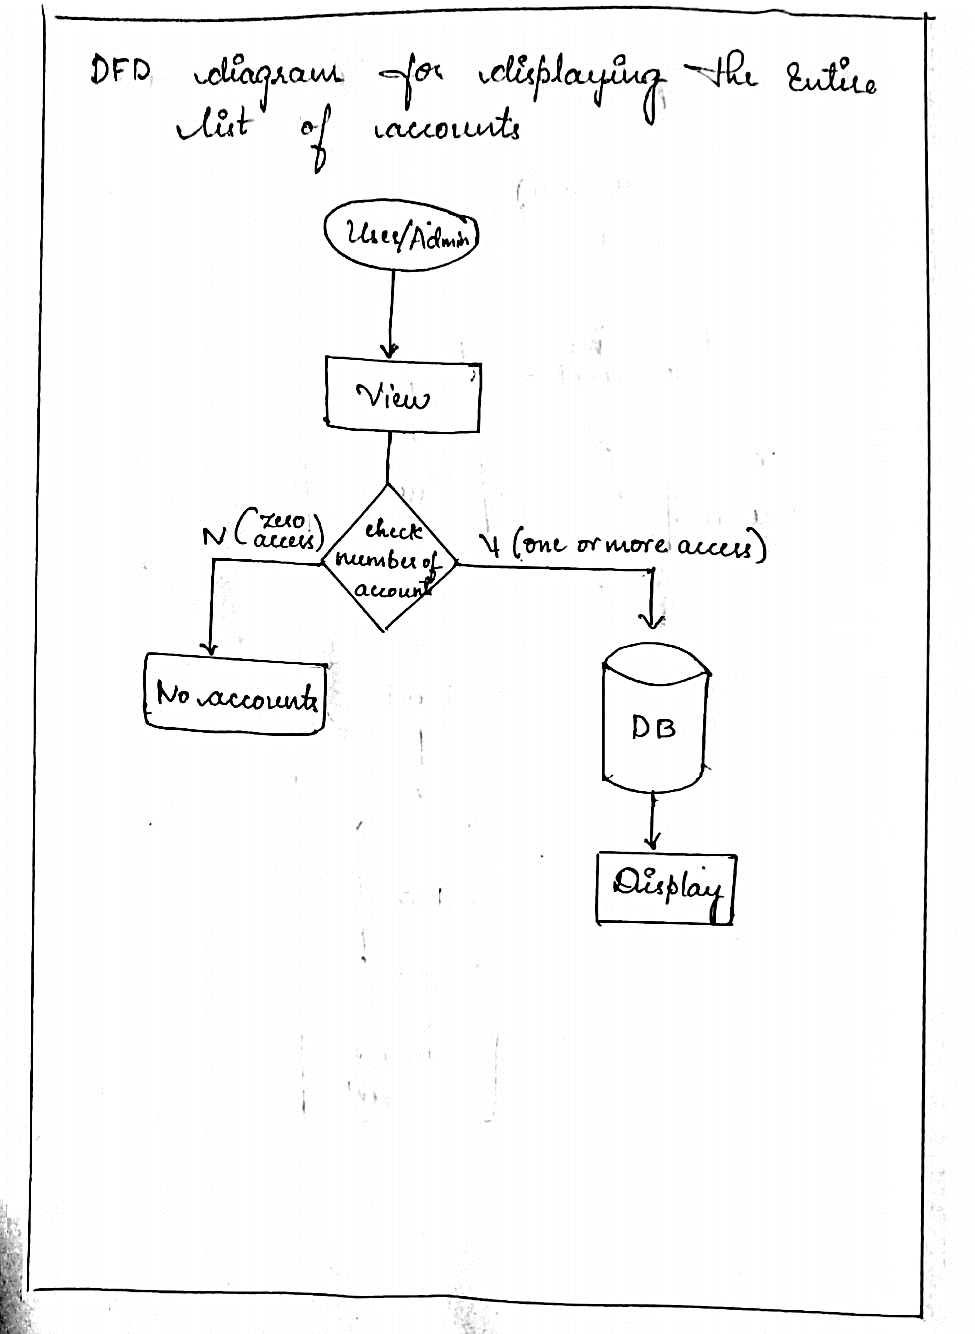 DFD diagram for displaying the Entire
list of accounts
User/Admin
View
N (zero access)
check
number of
account
Y (one or more access)
No accounts
DB
Display